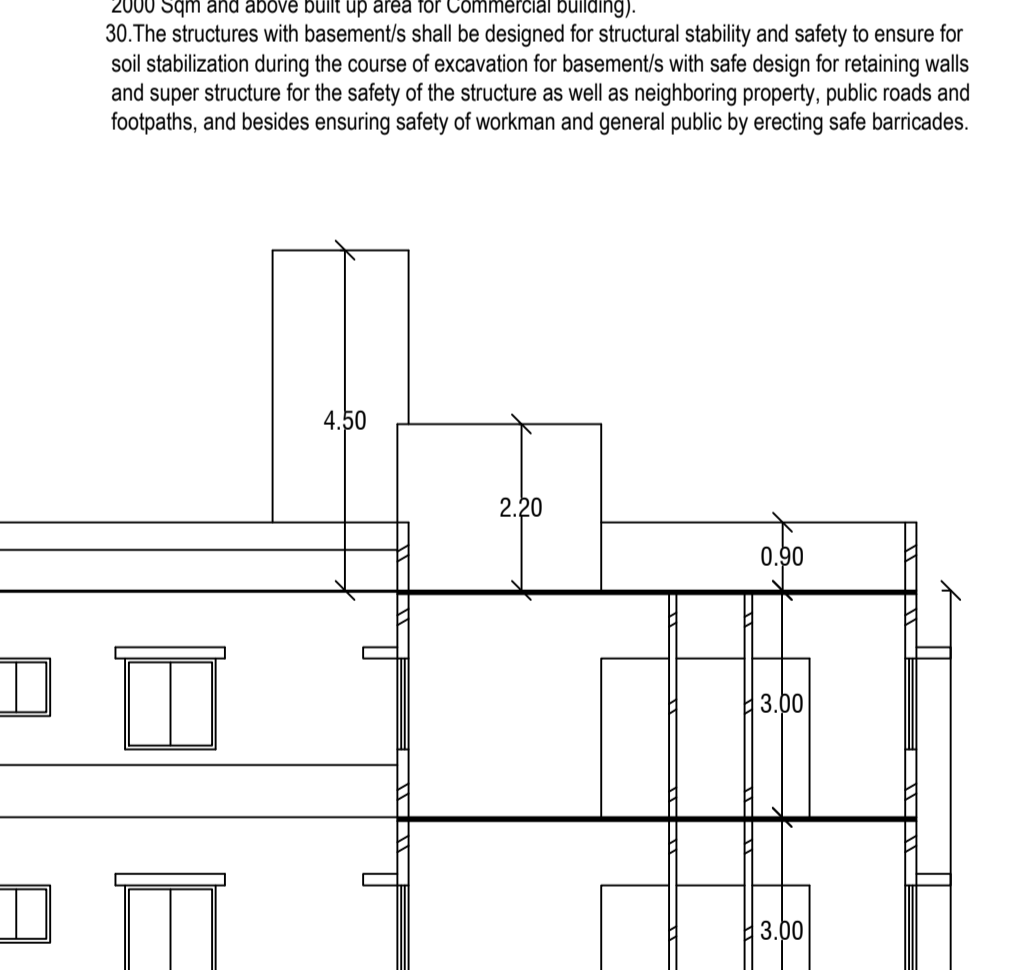 2000 Sqm and above built up area for Commercial building).
30.The structures with basement/s shall be designed for structural stability and safety to ensure for
soil stabilization during the course of excavation for basement/s with safe design for retaining walls
and super structure for the safety of the structure as well as neighboring property, public roads and
footpaths, and besides ensuring safety of workman and general public by erecting safe barricades.
4.50
2.20
0.90
3.00
3.00